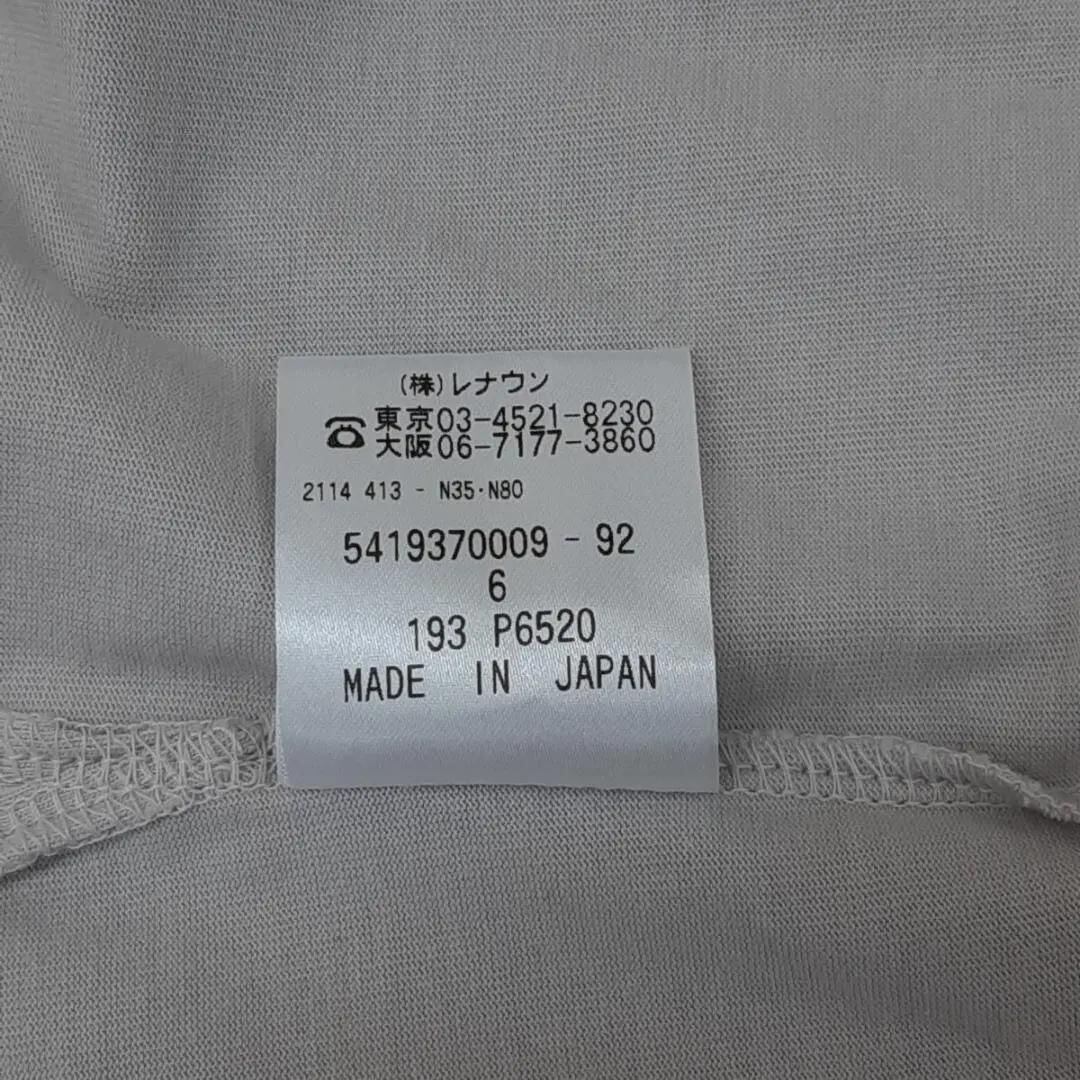 (株)レナウン
☎東京03-4521-8230
大阪06-7177-3860
2114 413 - N35·N80
5419370009 - 92
6
193 P6520
MADE IN JAPAN